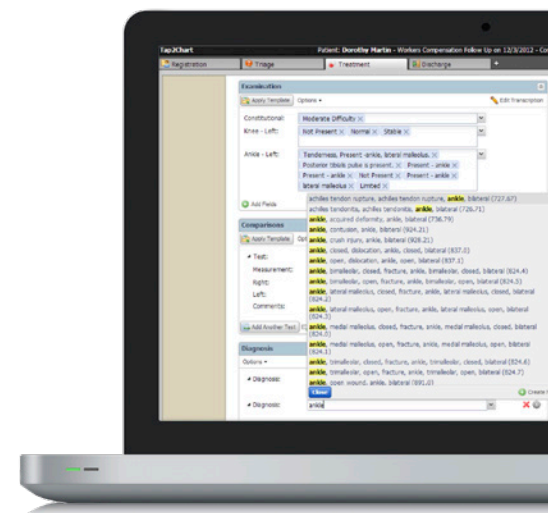 Tap2Chart Patient: Dorothy Martin - Workers Compensation Follow Up on 12/3/2012 - Co
Registration Triage Treatment Discharge +
Examination
Apply Template Options Edit Transcription
Constitutional: Moderate Difficulty ×
Knee - Left: Not Present × Normal × Stable ×
Ankle - Left: Tenderness, Present -ankle, lateral malleolus. ×
Posterior tibialis pulse is present. × Present - ankle ×
Present - ankle × Not Present × Present - ankle ×
lateral malleolus × Limited ×
Add Fields
achilles tendon rupture, achilles tendon rupture, ankle, bilateral (727.67)
achilles tendonitis, achilles tendonitis, ankle, bilateral (726.71)
Comparisons
ankle, acquired deformity, ankle, bilateral (736.79)
Apply Template
ankle, contusion, ankle, bilateral (924.21)
ankle, crush injury, ankle, bilateral (928.21)
Test:
ankle, closed, dislocation, ankle, closed, bilateral (837.0)
Measurement:
ankle, open, dislocation, ankle, open, bilateral (837.1)
Right:
ankle, bimalleolar, closed, fracture, ankle, bimalleolar, closed, bilateral (824.4)
ankle, bimalleolar, open, fracture, ankle, bimalleolar, open, bilateral (824.5)
Left:
ankle, lateral malleolus, closed, fracture, ankle, lateral malleolus, closed, bilateral
(824.2)
Comments:
ankle, lateral malleolus, open, fracture, ankle, lateral malleolus, open, bilateral
(824.3)
Add Another Test
ankle, medial malleolus, closed, fracture, ankle, medial malleolus, closed, bilateral
(824.0)
Diagnosis
ankle, medial malleolus, open, fracture, ankle, medial malleolus, open, bilateral
(824.1)
Options
ankle, trimalleolar, closed, fracture, ankle, trimalleolar, closed, bilateral (824.6)
ankle, trimalleolar, open, fracture, ankle, trimalleolar, open, bilateral (824.7)
Diagnosis:
ankle, open wound, ankle, bilateral (891.0)
Close Create
Diagnosis: ankle